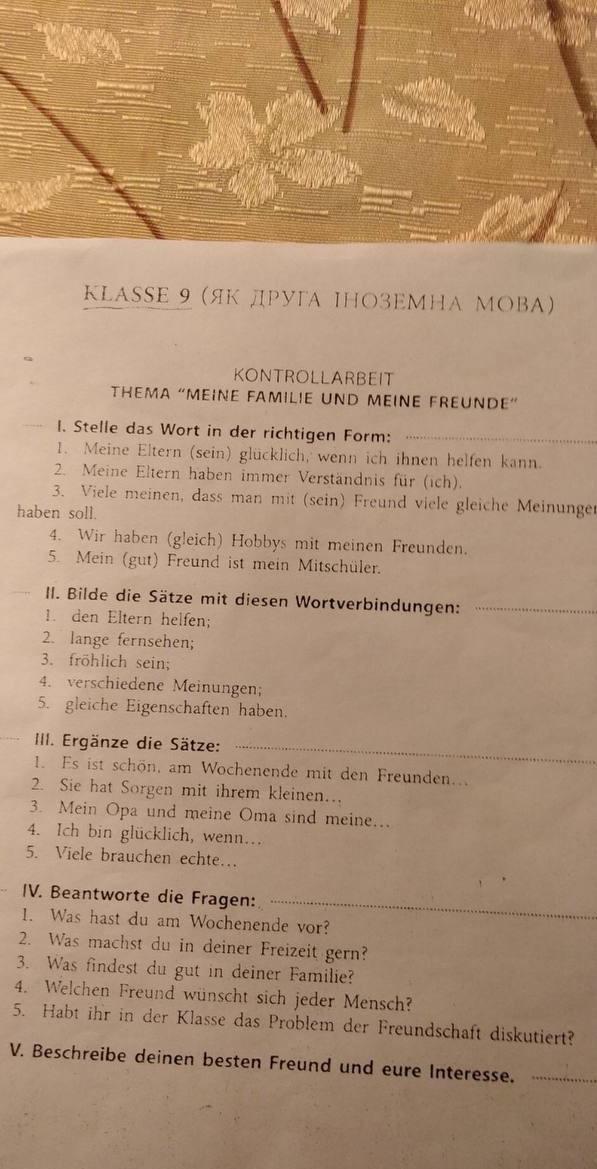 KLASSE 9 (ЯК ДРУГА ІНОЗЕМНА МОВА)
KONTROLLARBEIT
THEMA "MEINE FAMILIE UND MEINE FREUNDE"
I. Stelle das Wort in der richtigen Form:
1. Meine Eltern (sein) glücklich, wenn ich ihnen helfen kann.
2. Meine Eltern haben immer Verständnis für (ich).
3. Viele meinen, dass man mit (sein) Freund viele gleiche Meinungen
haben soll.
4. Wir haben (gleich) Hobbys mit meinen Freunden.
5. Mein (gut) Freund ist mein Mitschüler.
II. Bilde die Sätze mit diesen Wortverbindungen:
1. den Eltern helfen;
2. lange fernsehen;
3. fröhlich sein;
4. verschiedene Meinungen;
5. gleiche Eigenschaften haben.
III. Ergänze die Sätze:
1. Es ist schön, am Wochenende mit den Freunden...
2. Sie hat Sorgen mit ihrem kleinen...
3. Mein Opa und meine Oma sind meine...
4. Ich bin glücklich, wenn...
5. Viele brauchen echte...
IV. Beantworte die Fragen:
1. Was hast du am Wochenende vor?
2. Was machst du in deiner Freizeit gern?
3. Was findest du gut in deiner Familie?
4. Welchen Freund wünscht sich jeder Mensch?
5. Habt ihr in der Klasse das Problem der Freundschaft diskutiert?
V. Beschreibe deinen besten Freund und eure Interesse.